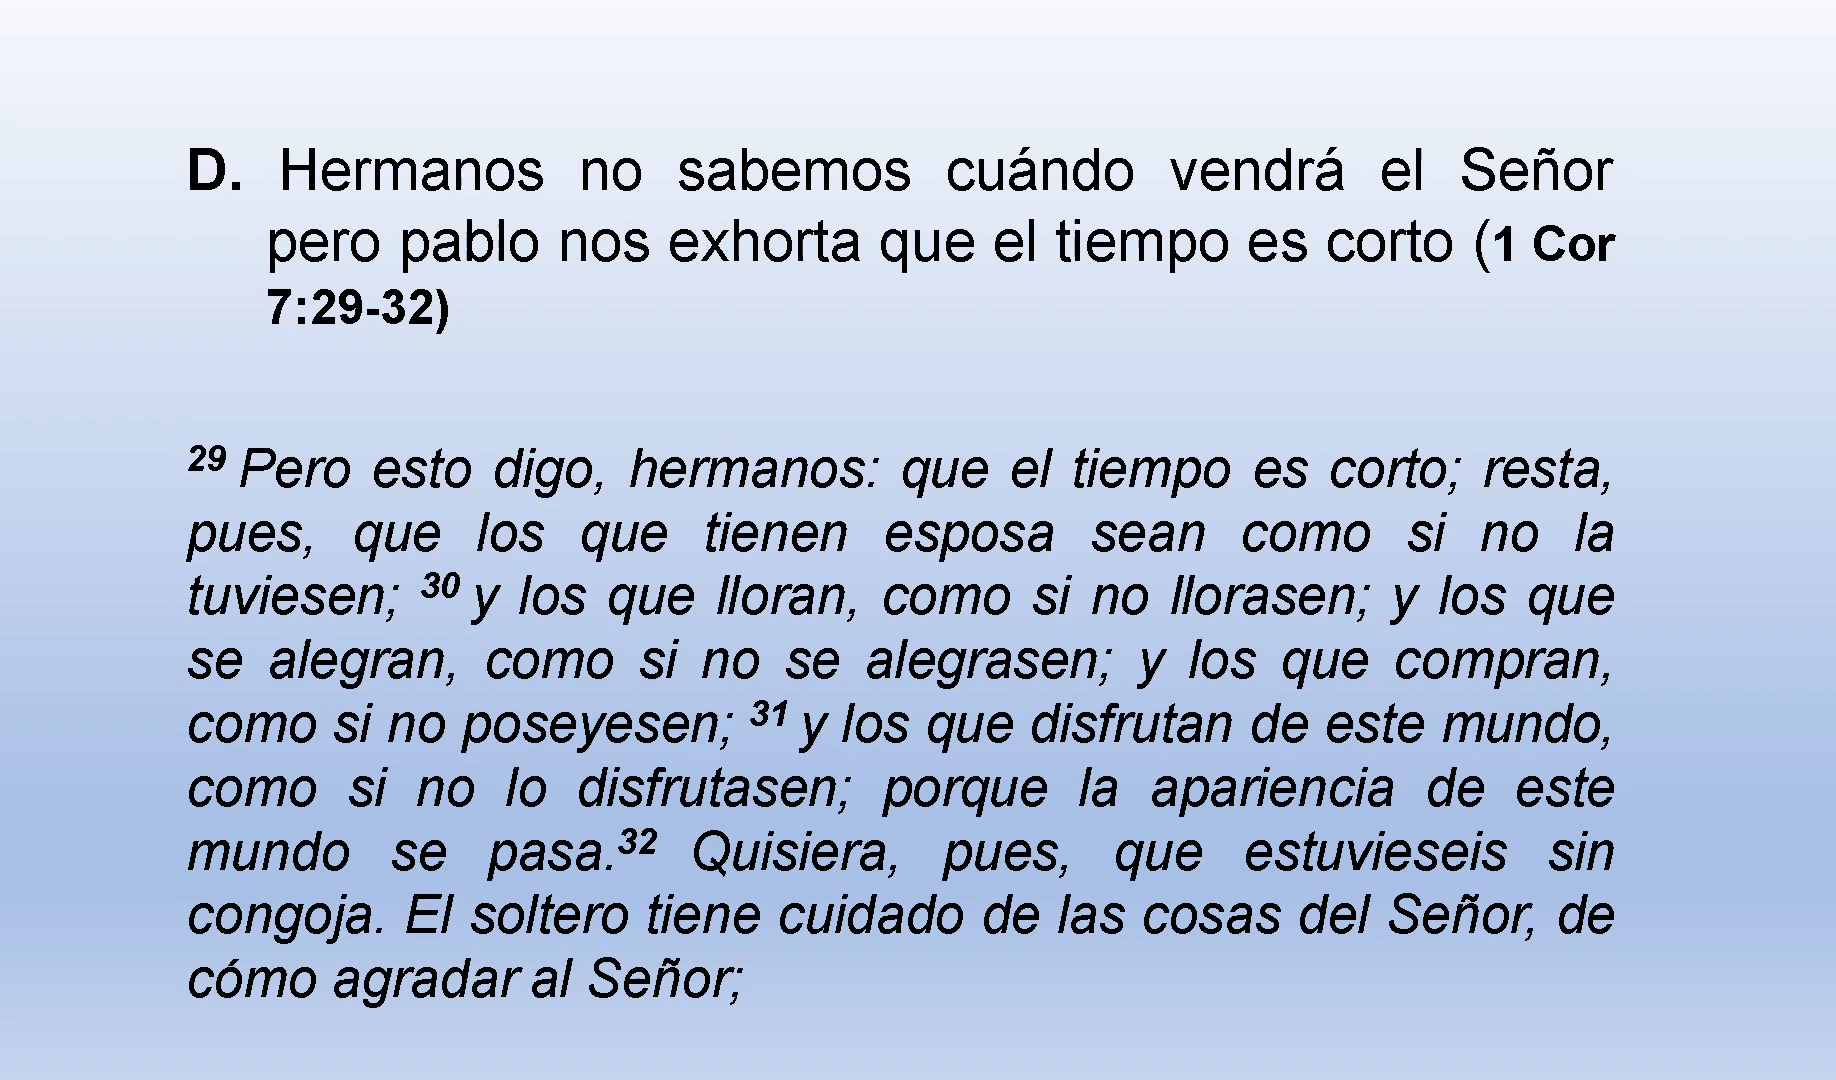 D. Hermanos no sabemos cuándo vendrá el Señor
pero pablo nos exhorta que el tiempo es corto (1 Cor
7:29-32)
29 Pero esto digo, hermanos: que el tiempo es corto; resta,
pues, que los que tienen esposa sean como si no la
tuviesen; 30 y los que lloran, como si no llorasen; y los que
se alegran, como si no se alegrasen; y los que compran,
como si no poseyesen; 31 y los que disfrutan de este mundo,
como si no lo disfrutasen; porque la apariencia de este
mundo se pasa.32 Quisiera, pues, que estuvieseis sin
congoja. El soltero tiene cuidado de las cosas del Señor, de
cómo agradar al Señor;